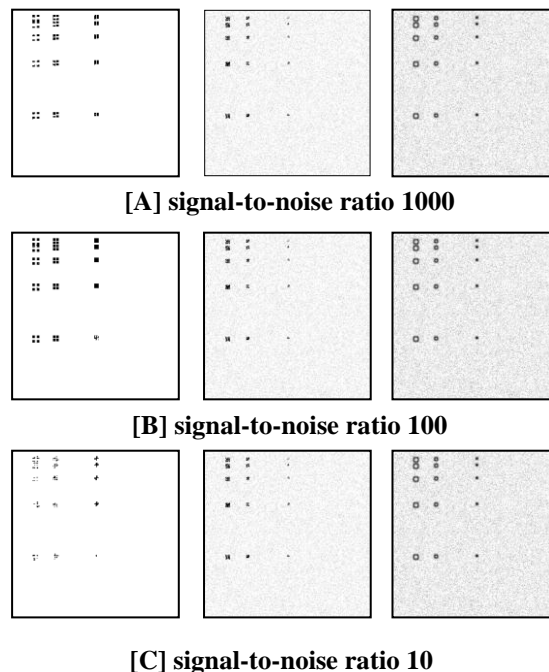 [A] signal-to-noise ratio 1000
[B] signal-to-noise ratio 100
[C] signal-to-noise ratio 10